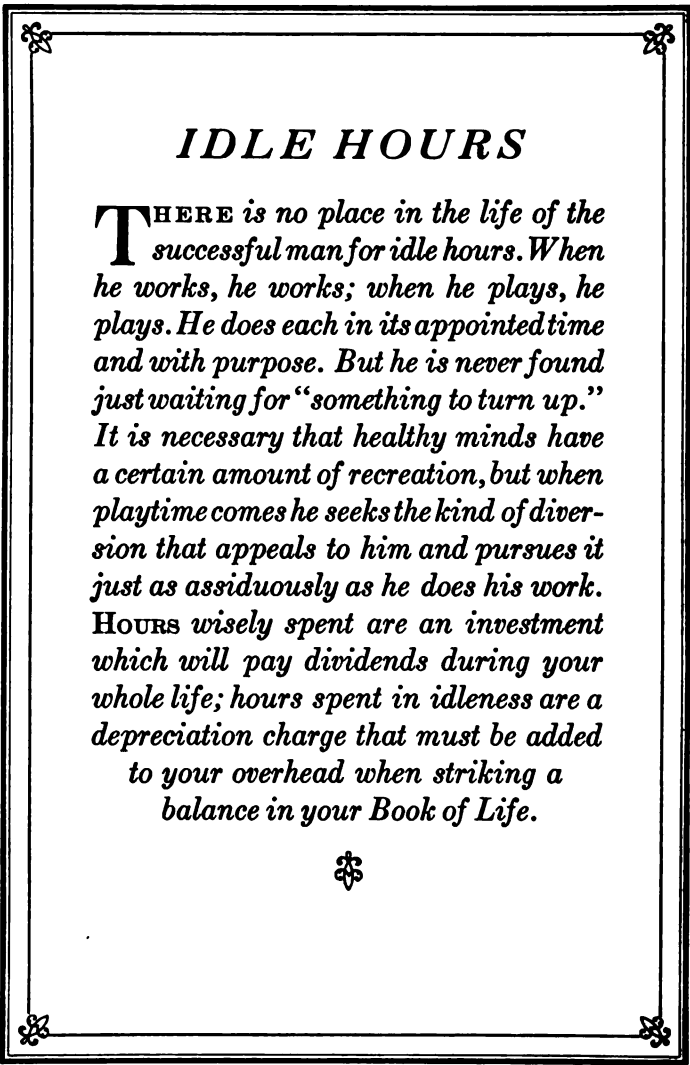 IDLE HOURS
THERE is no place in the life of the
successful man for idle hours. When
he works, he works; when he plays, he
plays. He does each in its appointed time
and with purpose. But he is never found
just waiting for "something to turn up."
It is necessary that healthy minds have
a certain amount of recreation, but when
playtime comes he seeks the kind of diver-
sion that appeals to him and pursues it
just as assiduously as he does his work.
HOURS wisely spent are an investment
which will pay dividends during your
whole life; hours spent in idleness are a
depreciation charge that must be added
to your overhead when striking a
balance in your Book of Life.